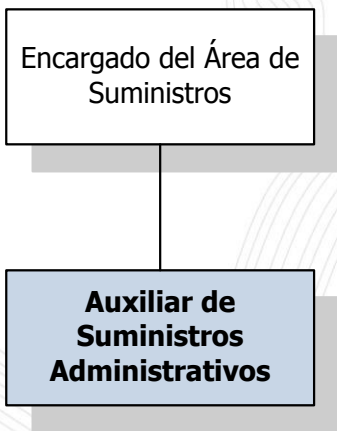 Encargado del Área de
Suministros
Auxiliar de
Suministros
Administrativos